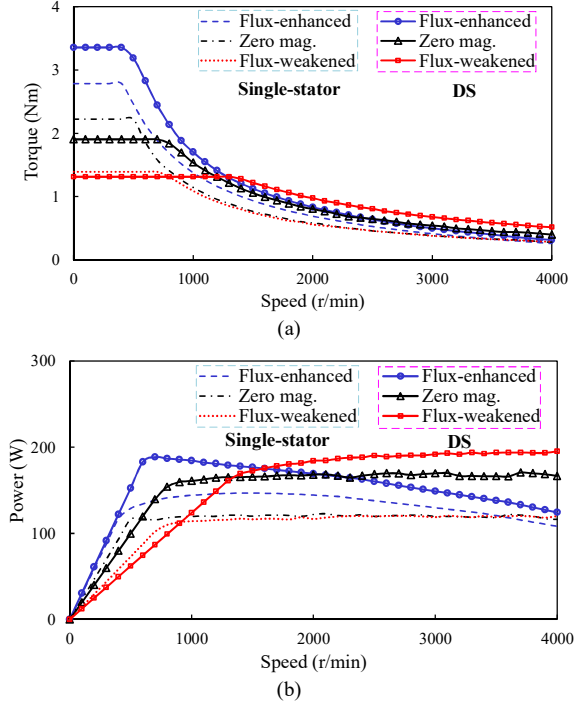 4
3
2
1
0
Torque (Nm)
Flux-enhanced
Zero mag.
Flux-weakened
Single-stator
Flux-enhanced
Zero mag.
Flux-weakened
DS
0 1000 2000 3000 4000
Speed (r/min)
(a)
300
200
100
0
Power (W)
Flux-enhanced
Zero mag.
Flux-weakened
Single-stator
Flux-enhanced
Zero mag.
Flux-weakened
DS
0 1000 2000 3000 4000
Speed (r/min)
(b)